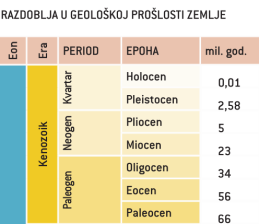 RAZDOBLJA U GEOLOŠKOJ PROŠLOSTI ZEMLJE
Eon Era PERIOD EPOHA mil. god.
Kenozoik
Kvartar
Holocen
0,01
Pleistocen
2,58
Neogen
Pliocen
5
Miocen
23
Paleogen
Oligocen
34
Eocen
56
Paleocen
66